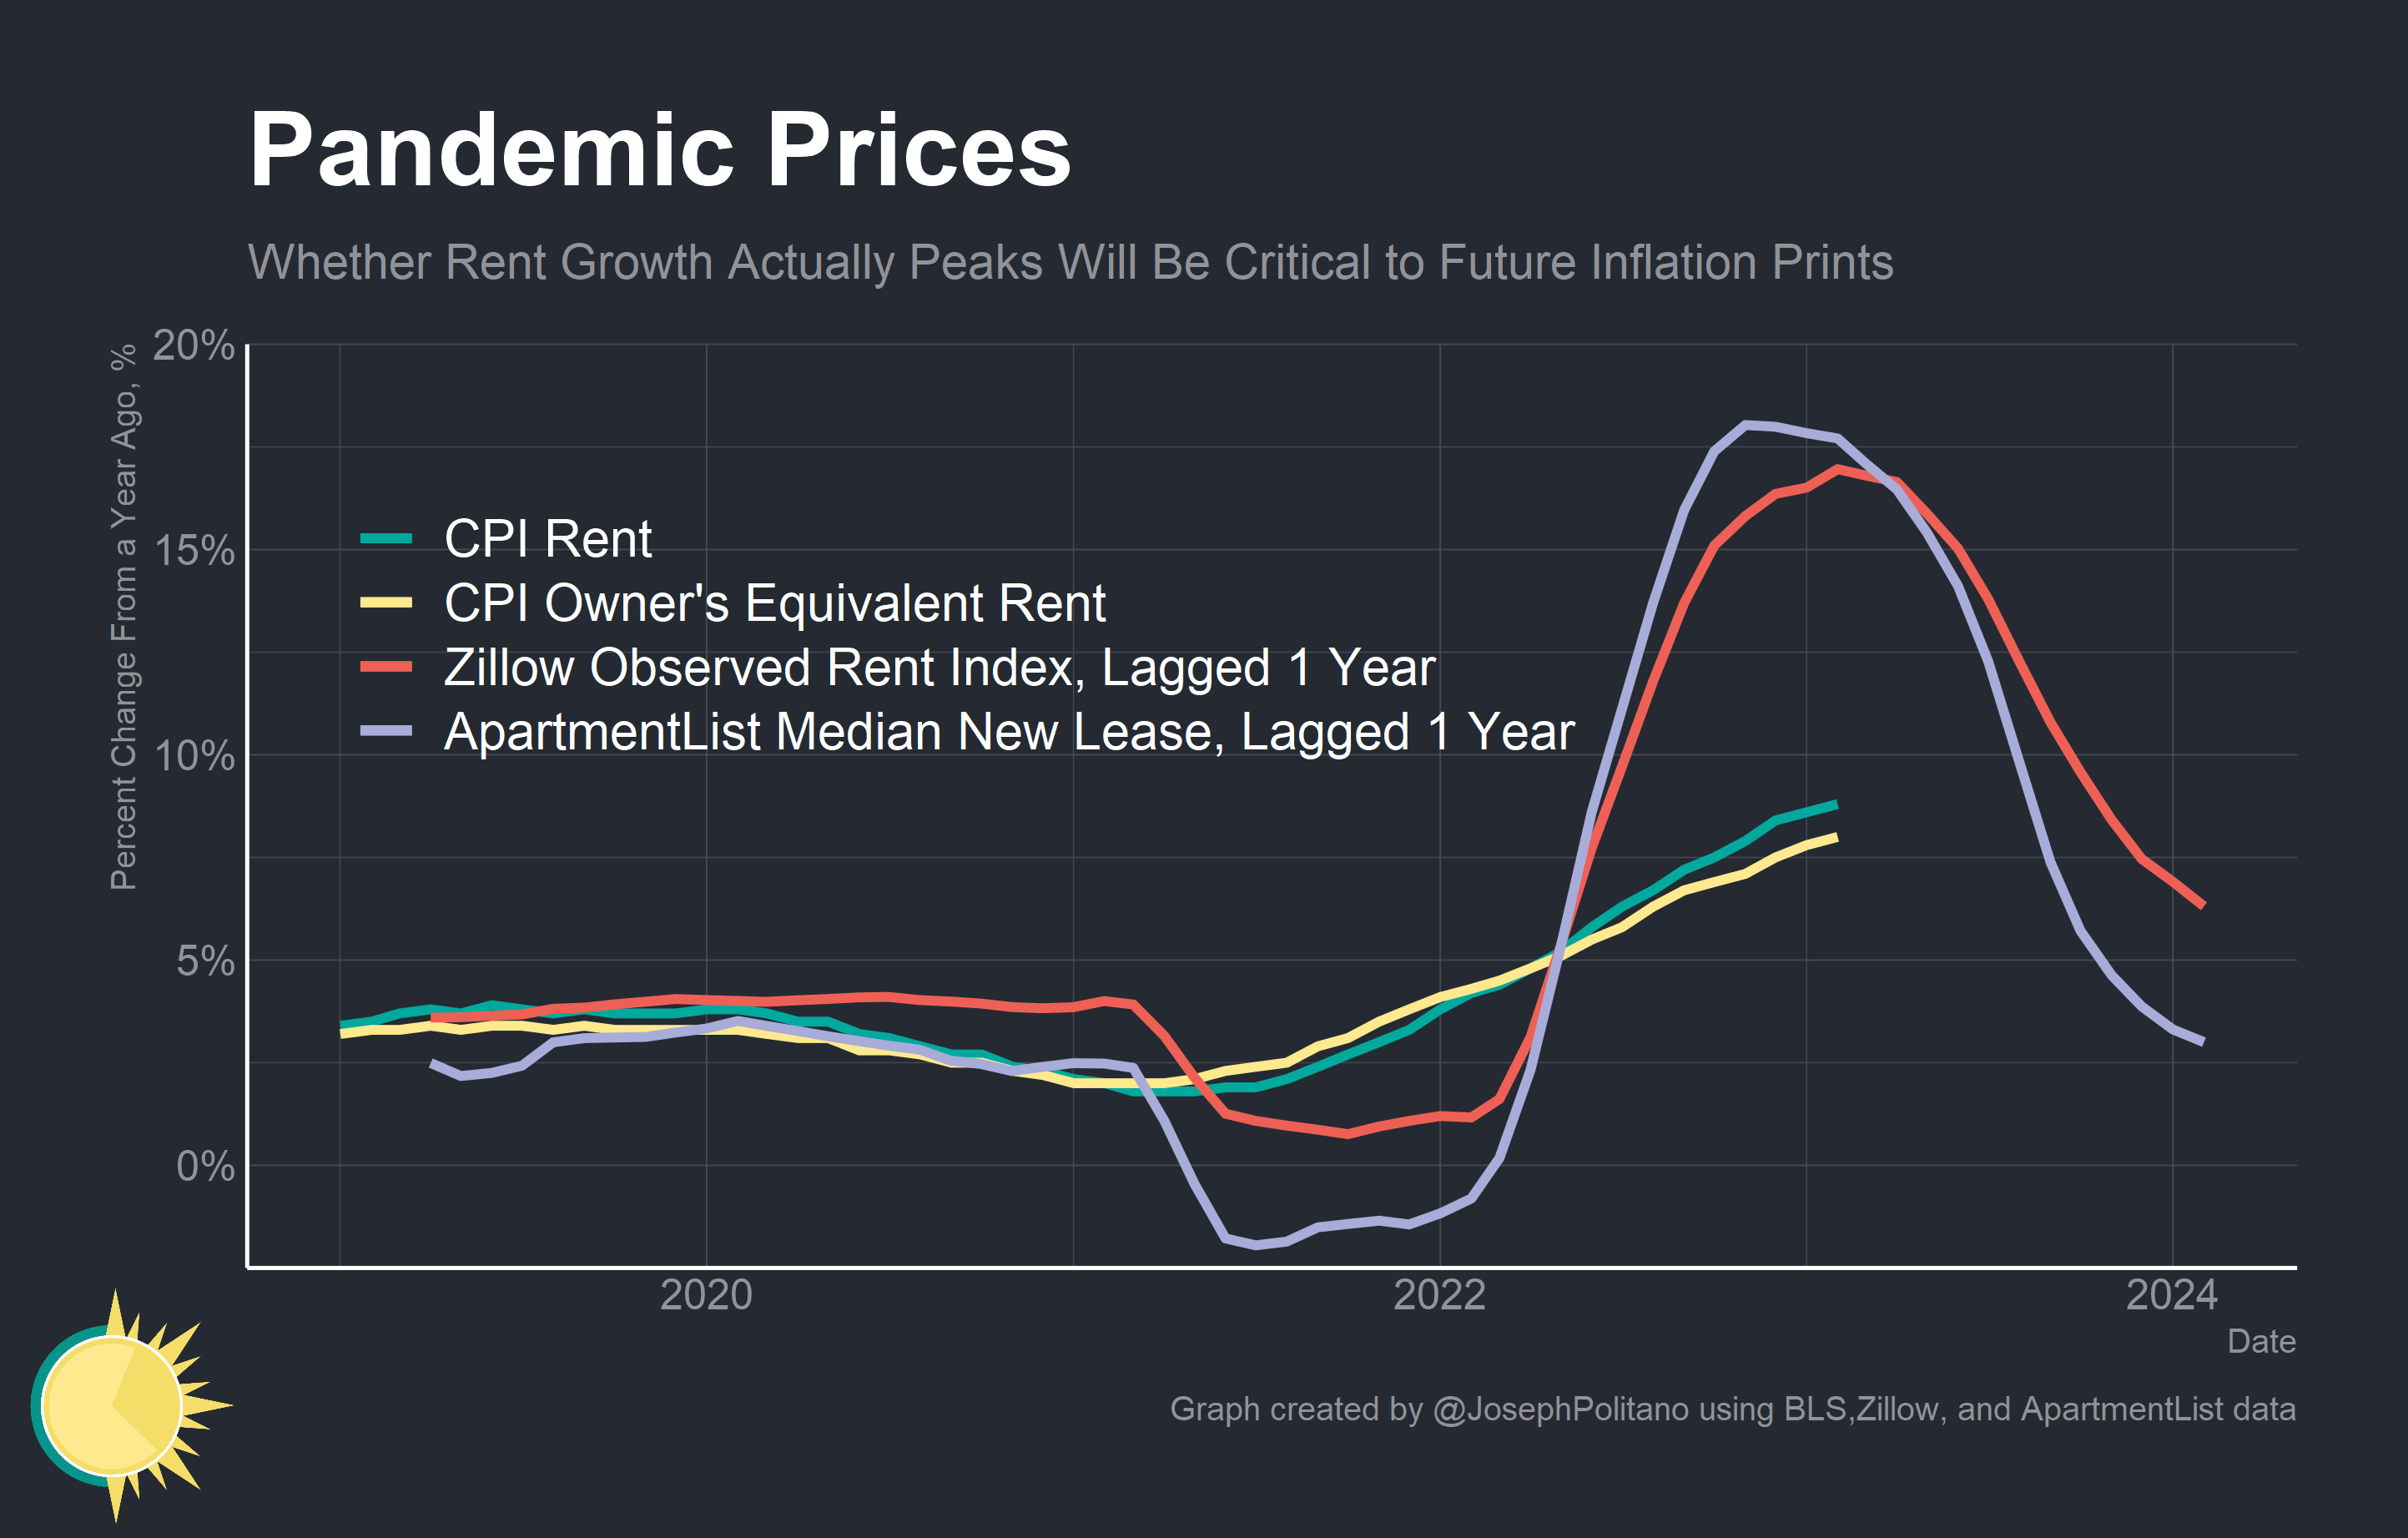 Pandemic Prices
Whether Rent Growth Actually Peaks Will Be Critical to Future Inflation Prints
Percent Change From a Year Ago, %
20%
15%
10%
5%
0%
CPI Rent
CPI Owner's Equivalent Rent
Zillow Observed Rent Index, Lagged 1 Year
ApartmentList Median New Lease, Lagged 1 Year
2020
2022
2024
Date
Graph created by @JosephPolitano using BLS,Zillow, and ApartmentList data